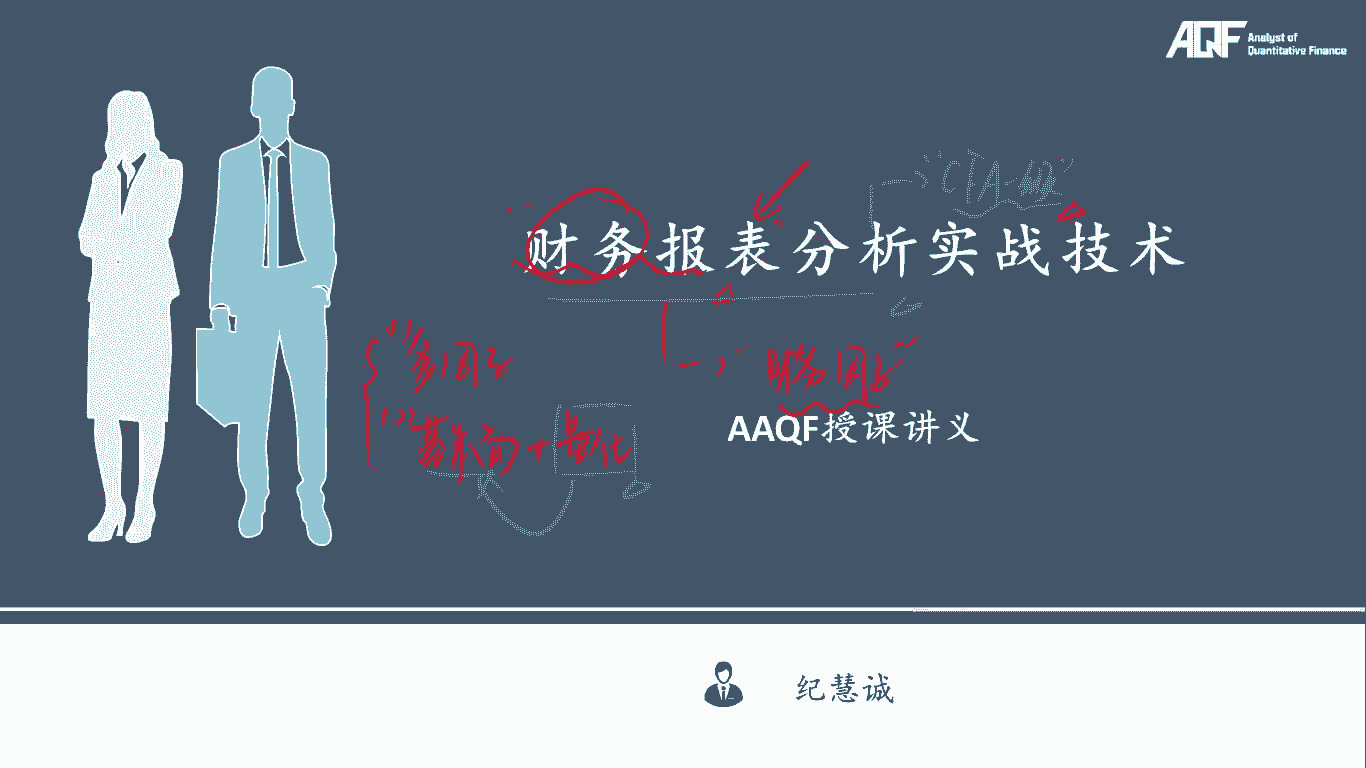 AQF Analyst of
Quantitative Finance
"CFA一级"
财务报表分析实战技术
(1) 多因子
"财务因子"
(2) 基本面+量化
AAQF授课讲义
纪慧诚